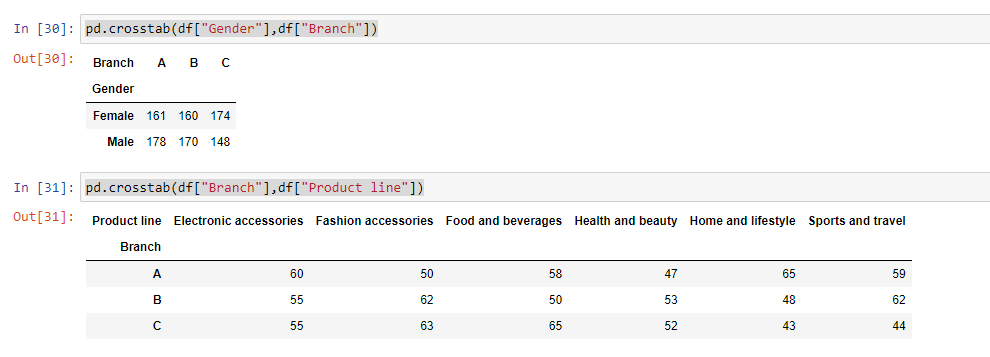 In [30]: pd.crosstab(df["Gender"],df["Branch"])
Out[30]:
Branch A B C
Gender
Female 161 160 174
Male 178 170 148
In [31]: pd.crosstab(df["Branch"],df["Product line"])
Out[31]:
Product line Electronic accessories Fashion accessories Food and beverages Health and beauty Home and lifestyle Sports and travel
Branch
A 60 50 58 47 65 59
B 55 62 50 53 48 62
C 55 63 65 52 43 44